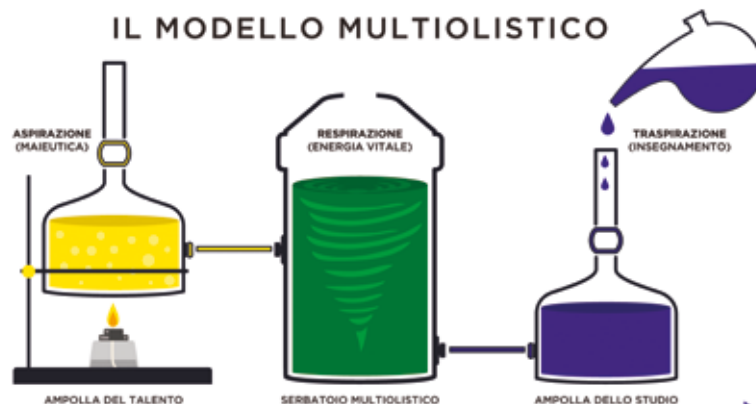 IL MODELLO MULTIOLISTICO
ASPIRAZIONE
(MAIEUTICA)
RESPIRAZIONE
(ENERGIA VITALE)
TRASPIRAZIONE
(INSEGNAMENTO)
AMPOLLA DEL TALENTO
SERBATOIO MULTIOLISTICO
AMPOLLA DELLO STUDIO